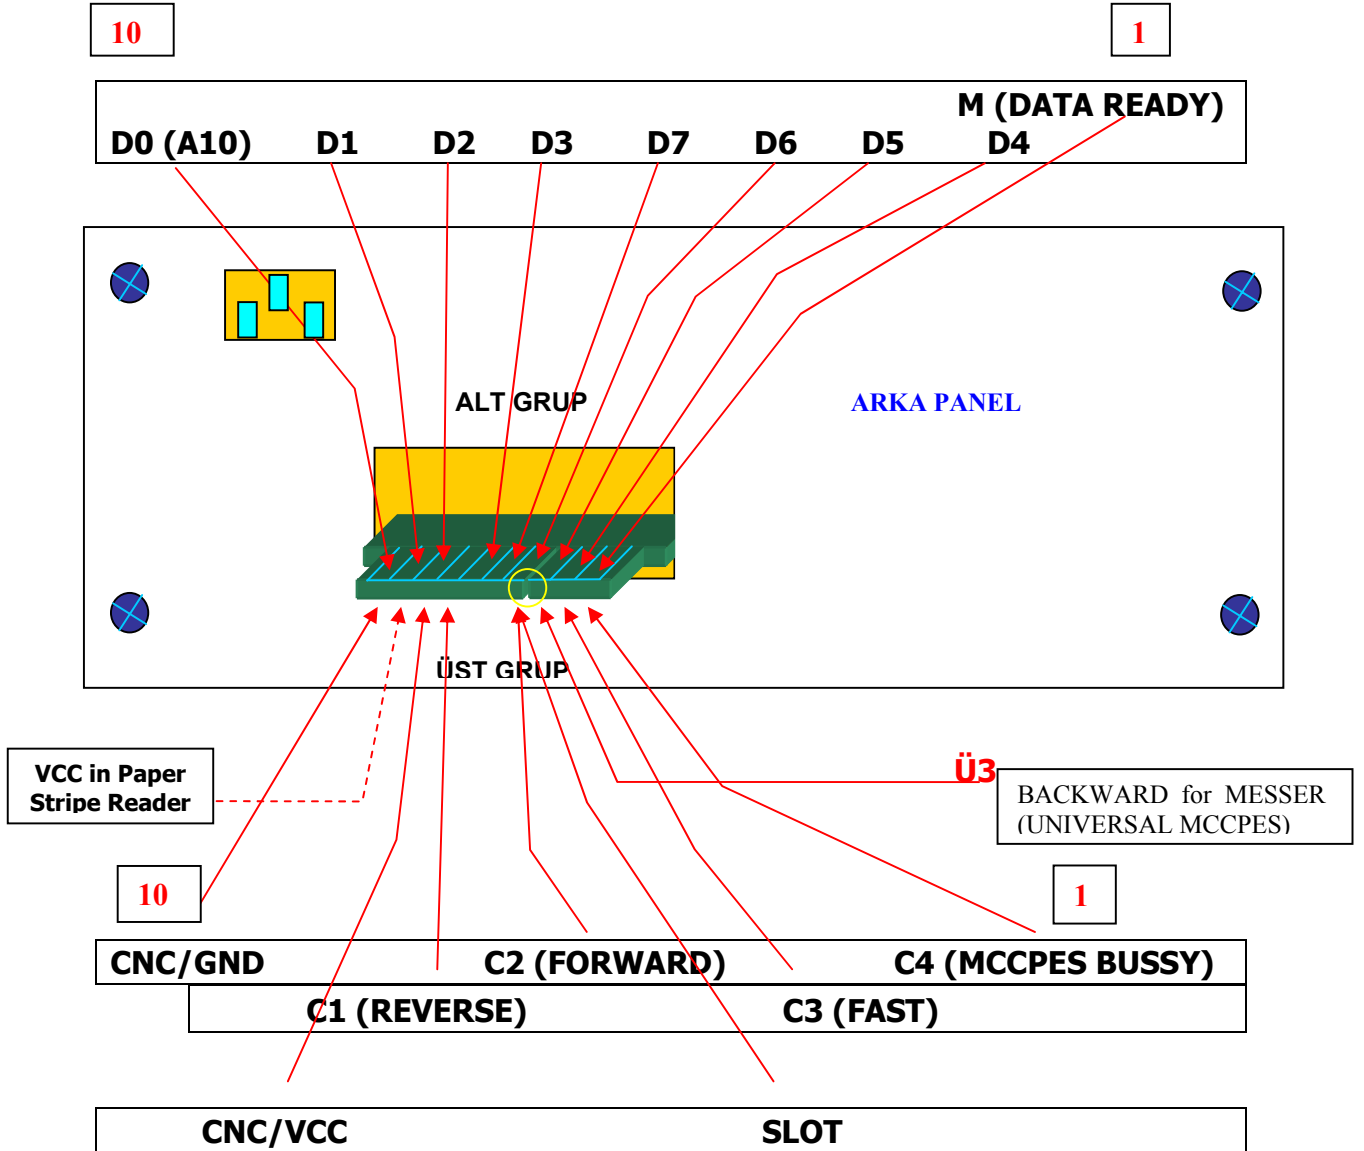 10
1
M (DATA READY)
D0 (A10) D1 D2 D3 D7 D6 D5 D4
ALT GRUP
ARKA PANEL
ÜST GRUP
VCC in Paper
Stripe Reader
Ü3
BACKWARD for MESSER
(UNIVERSAL MCCPES)
10
1
CNC/GND C2 (FORWARD) C4 (MCCPES BUSSY)
C1 (REVERSE) C3 (FAST)
CNC/VCC SLOT